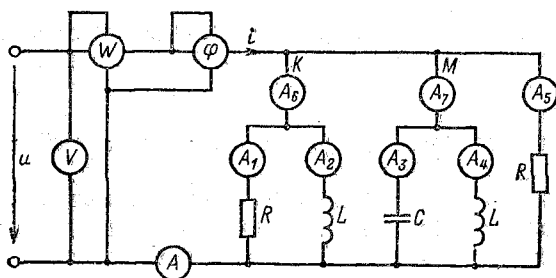 W φ i
K M
A₆ A₇ A₅
u V A₁ A₂ A₃ A₄
R L C L R
A